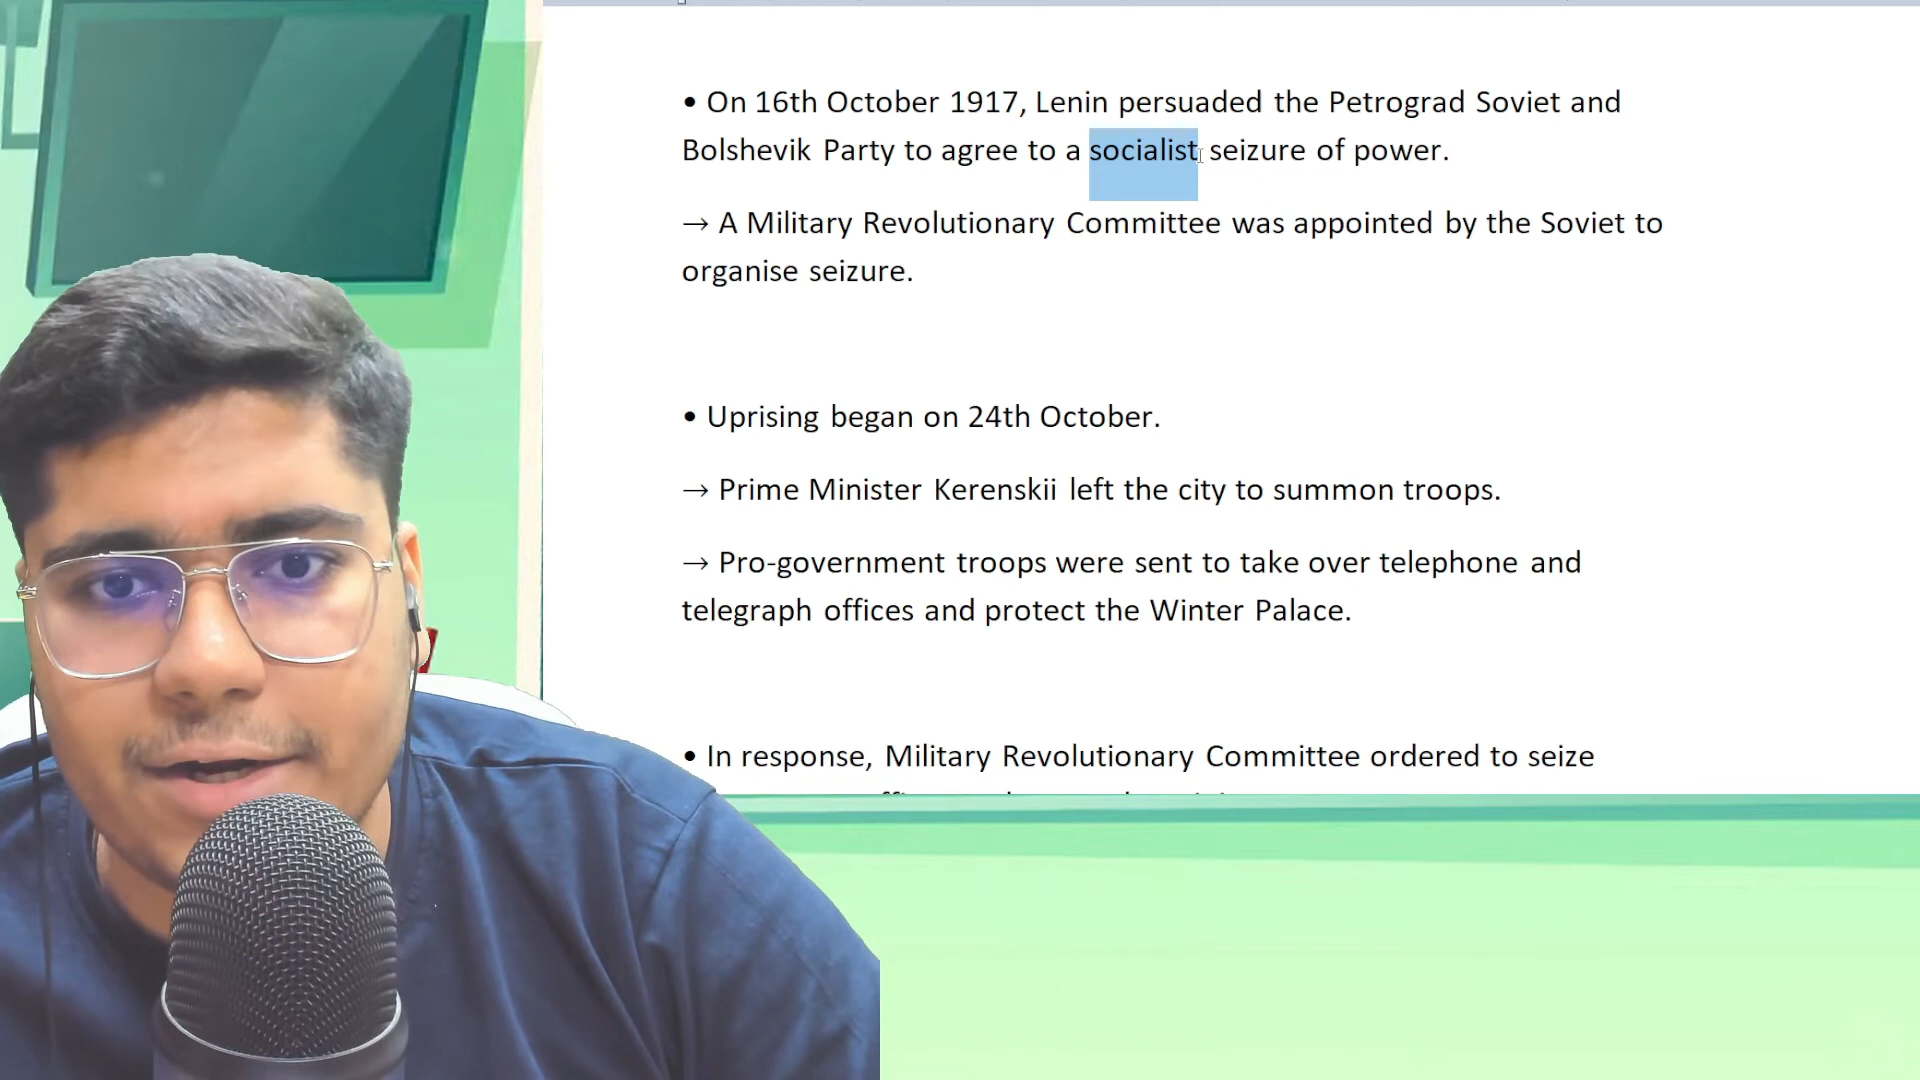 • On 16th October 1917, Lenin persuaded the Petrograd Soviet and
Bolshevik Party to agree to a socialist seizure of power.
→ A Military Revolutionary Committee was appointed by the Soviet to
organise seizure.
• Uprising began on 24th October.
→ Prime Minister Kerenskii left the city to summon troops.
→ Pro-government troops were sent to take over telephone and
telegraph offices and protect the Winter Palace.
• In response, Military Revolutionary Committee ordered to seize